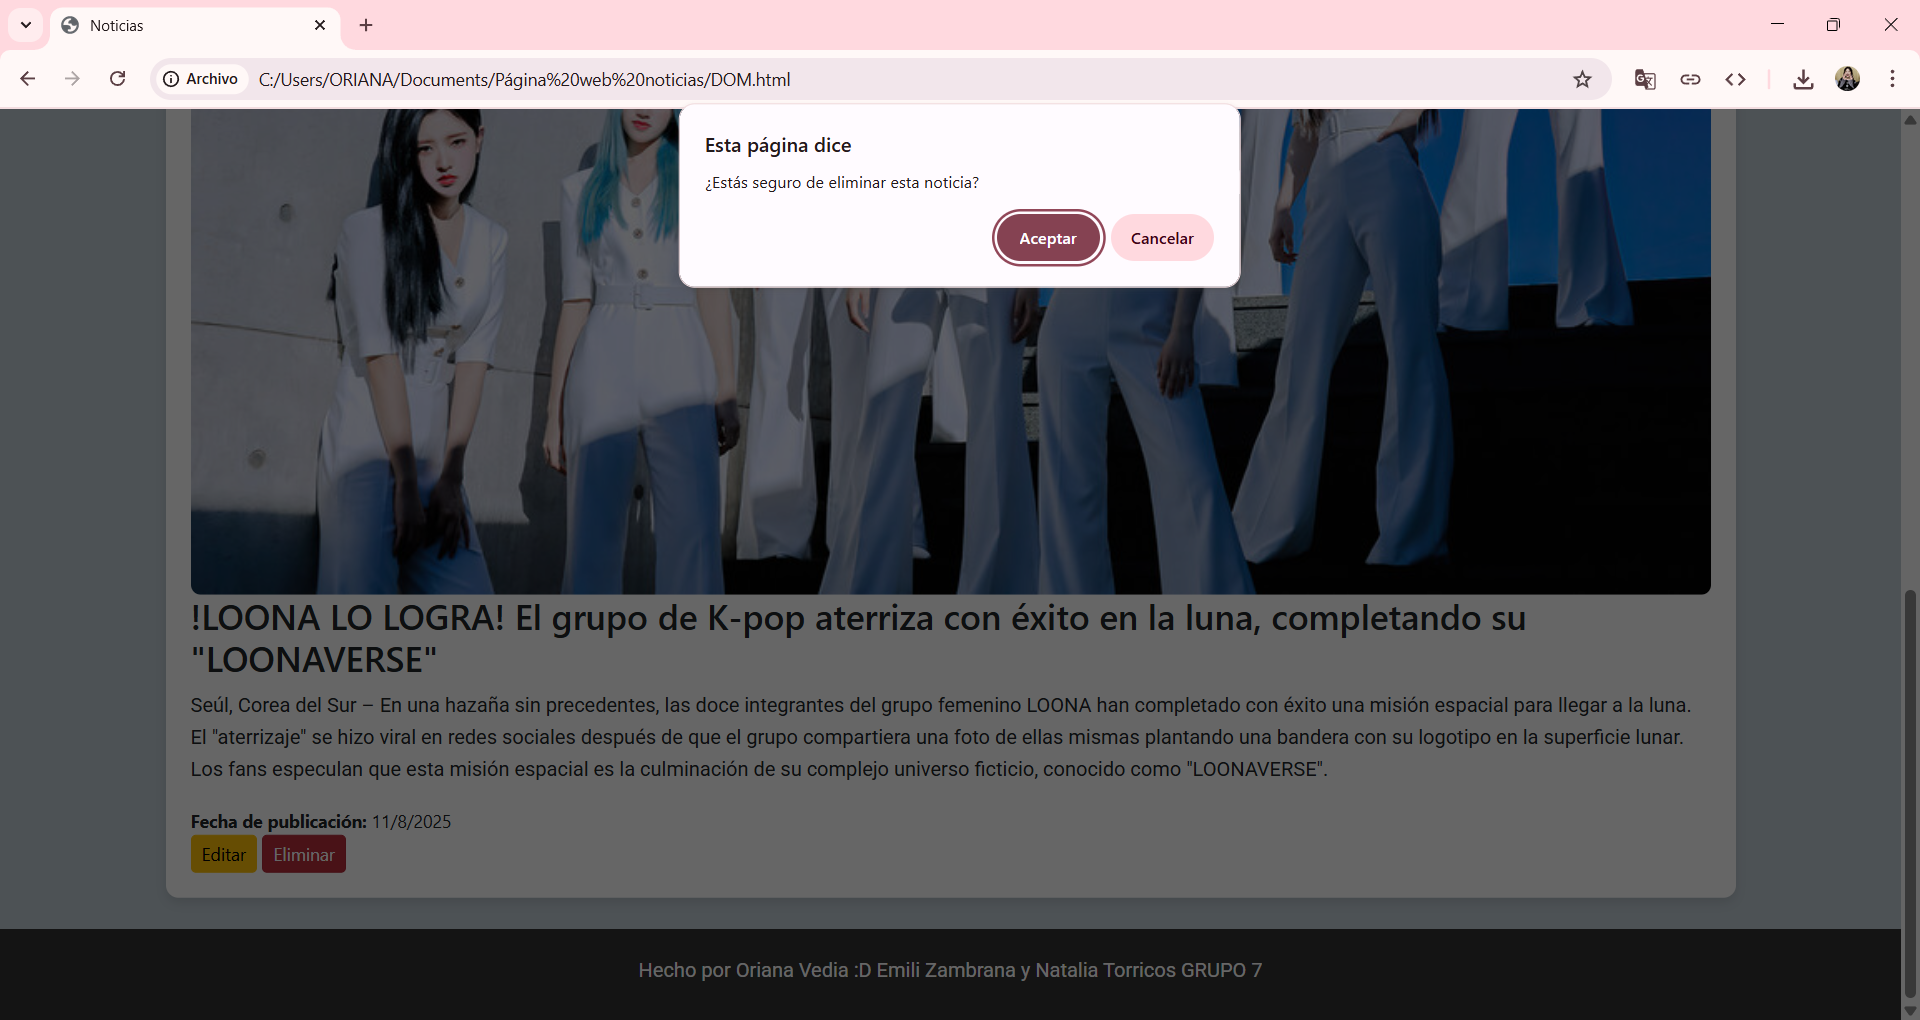 Noticias
Archivo
C:/Users/ORIANA/Documents/Página%20web%20noticias/DOM.html
Esta página dice
¿Estás seguro de eliminar esta noticia?
Aceptar
Cancelar
!LOONA LO LOGRA! El grupo de K-pop aterriza con éxito en la luna, completando su
"LOONAVERSE"
Seúl, Corea del Sur – En una hazaña sin precedentes, las doce integrantes del grupo femenino LOONA han completado con éxito una misión espacial para llegar a la luna.
El "aterrizaje" se hizo viral en redes sociales después de que el grupo compartiera una foto de ellas mismas plantando una bandera con su logotipo en la superficie lunar.
Los fans especulan que esta misión espacial es la culminación de su complejo universo ficticio, conocido como "LOONAVERSE".
Fecha de publicación: 11/8/2025
Editar
Eliminar
Hecho por Oriana Vedia :D Emili Zambrana y Natalia Torricos GRUPO 7